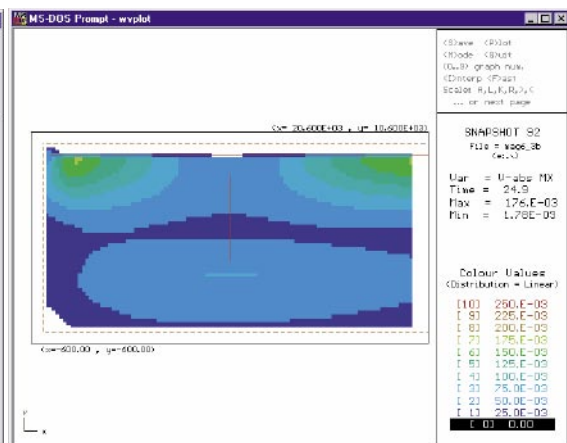 MS-DOS Prompt - wvplot
<S>ave <P>lot
<M>ode <Q>uit
(0..9) graph num.
<I>nterp <F>ast
Scale: A,L,K,R,>,<
... or next page
(x= 20.600E+03 , y= 10.600E+03)
SNAPSHOT 92
File = mag6_3b
Var = V-abs MX
Time = 24.9
Max = 176.E-03
Min = 1.78E-03
Colour Values
(Distribution = Linear)
[10] 250.E-03
[ 9] 225.E-03
[ 8] 200.E-03
[ 7] 175.E-03
[ 6] 150.E-03
[ 5] 125.E-03
[ 4] 100.E-03
[ 3] 75.0E-03
[ 2] 50.0E-03
[ 1] 25.0E-03
[ 0] 0.00
(x=-600.00 , y=-600.00)
Y
X